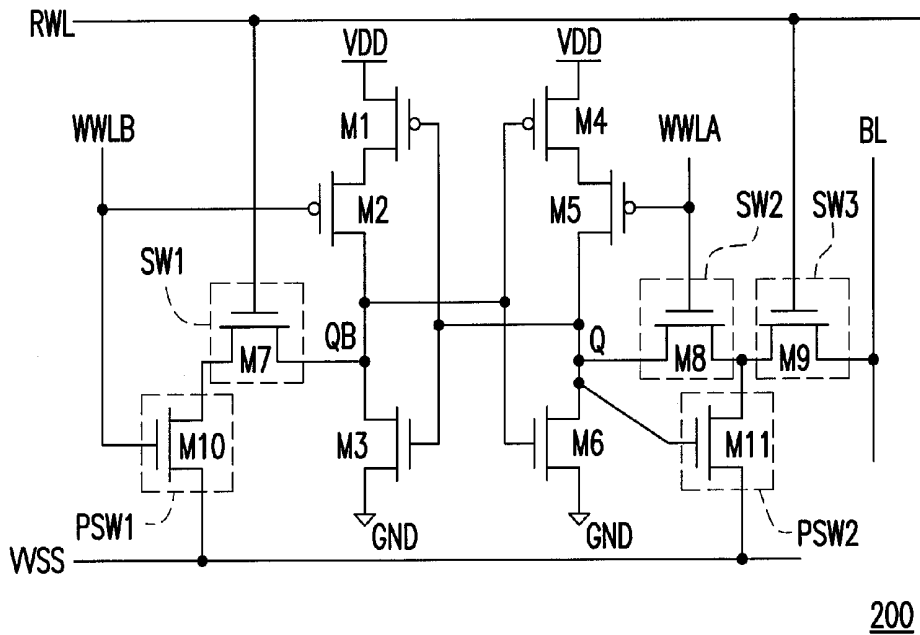 RWL
VDD
VDD
WWLB
M1
M4
WWLA
BL
M2
M5
SW2
SW3
SW1
QB
Q
M7
M8
M9
M10
M3
M6
M11
PSW1
GND
GND
PSW2
VVSS
200